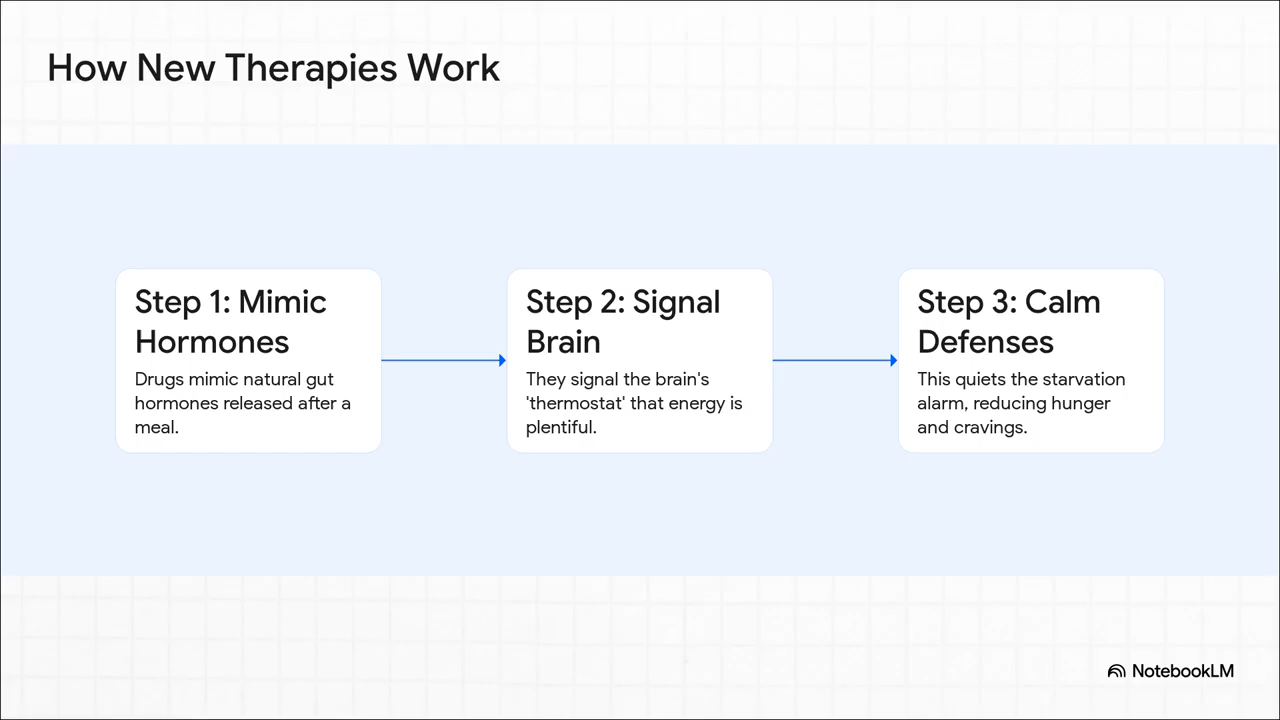 How New Therapies Work
Step 1: Mimic
Hormones
Drugs mimic natural gut
hormones released after a
meal.
Step 2: Signal
Brain
They signal the brain's
'thermostat' that energy is
plentiful.
Step 3: Calm
Defenses
This quiets the starvation
alarm, reducing hunger
and cravings.
NotebookLM